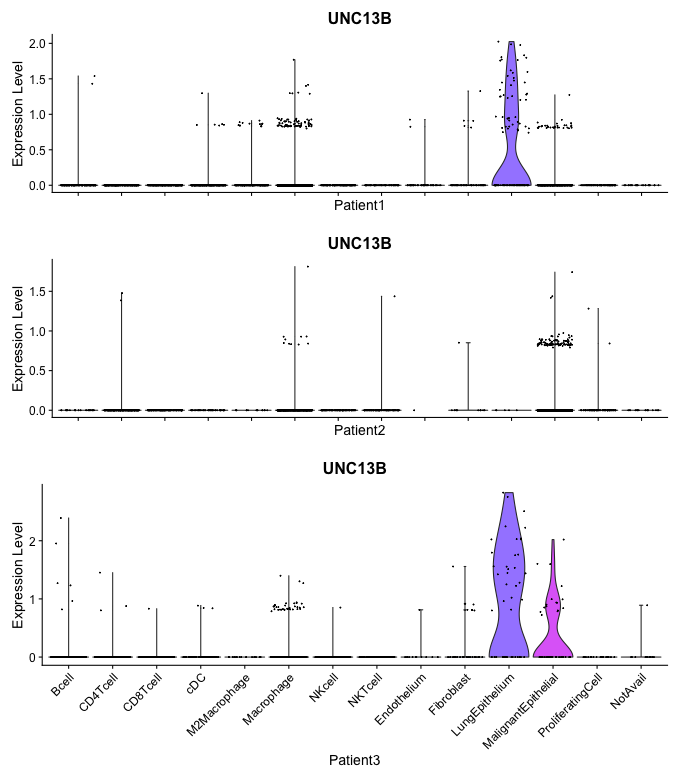 UNC13B
Expression Level
2.0
1.5
1.0
0.5
0.0
Patient1
UNC13B
Expression Level
1.5
1.0
0.5
0.0
Patient2
UNC13B
Expression Level
2
1
0
Bcell
CD4Tcell
CD8Tcell
cDC
M2Macrophage
Macrophage
NKcell
NKTcell
Endothelium
Fibroblast
LungEpithelium
MalignantEpithelial
ProliferatingCell
NotAvail
Patient3